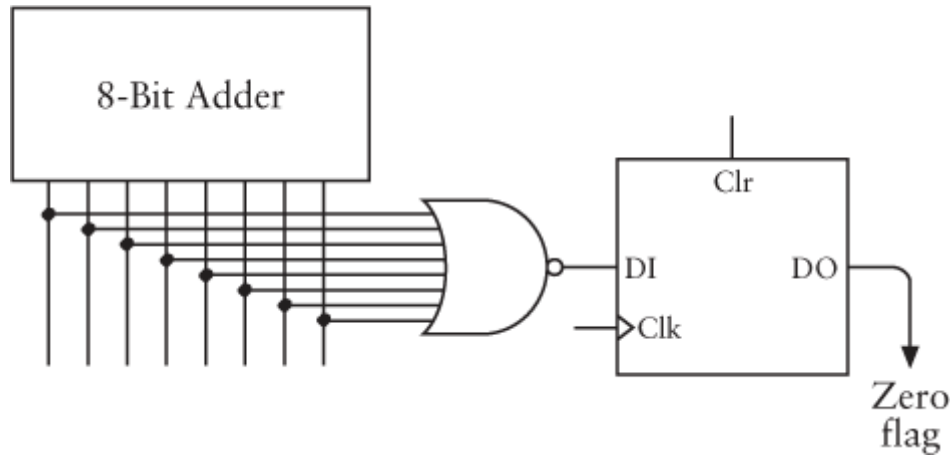 8-Bit Adder
Clr
DI
DO
Clk
Zero
flag